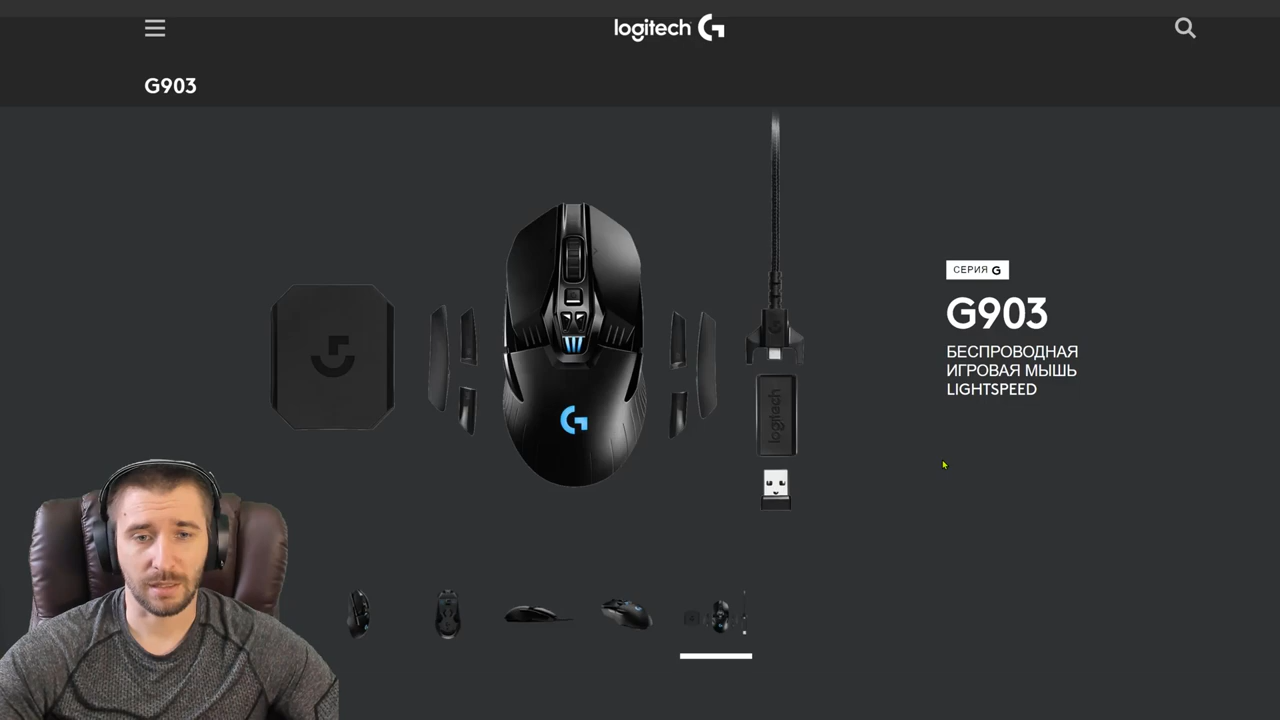 logitech G
G903
СЕРИЯ G
G903
БЕСПРОВОДНАЯ
ИГРОВАЯ МЫШЬ
LIGHTSPEED
logitech